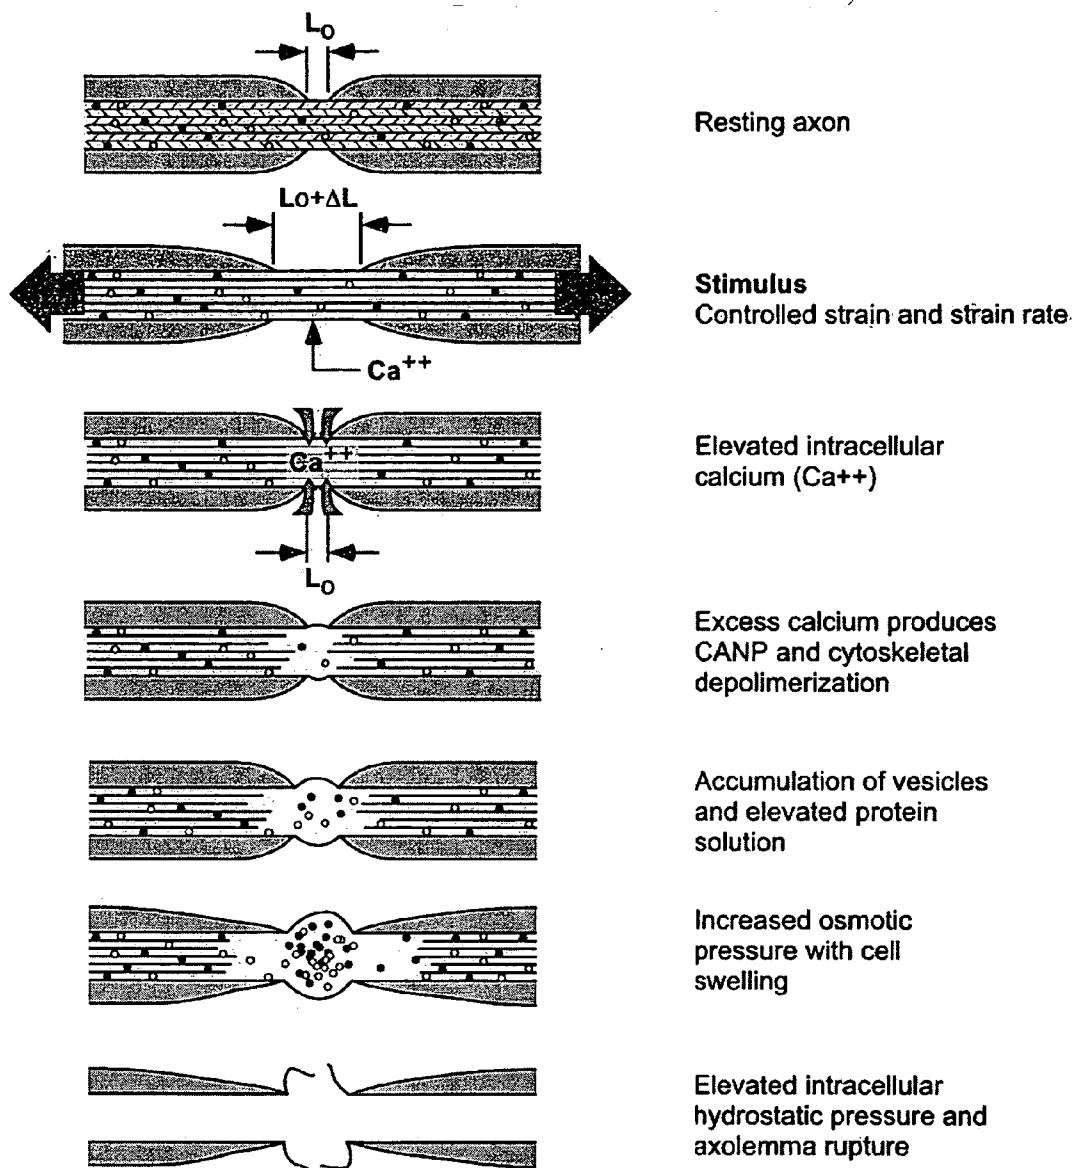 L₀
Resting axon
Lo+ΔL
Stimulus
Controlled strain and strain rate
Ca⁺⁺
Ca⁺⁺
Elevated intracellular
calcium (Ca++)
L₀
Excess calcium produces
CANP and cytoskeletal
depolimerization
Accumulation of vesicles
and elevated protein
solution
Increased osmotic
pressure with cell
swelling
Elevated intracellular
hydrostatic pressure and
axolemma rupture